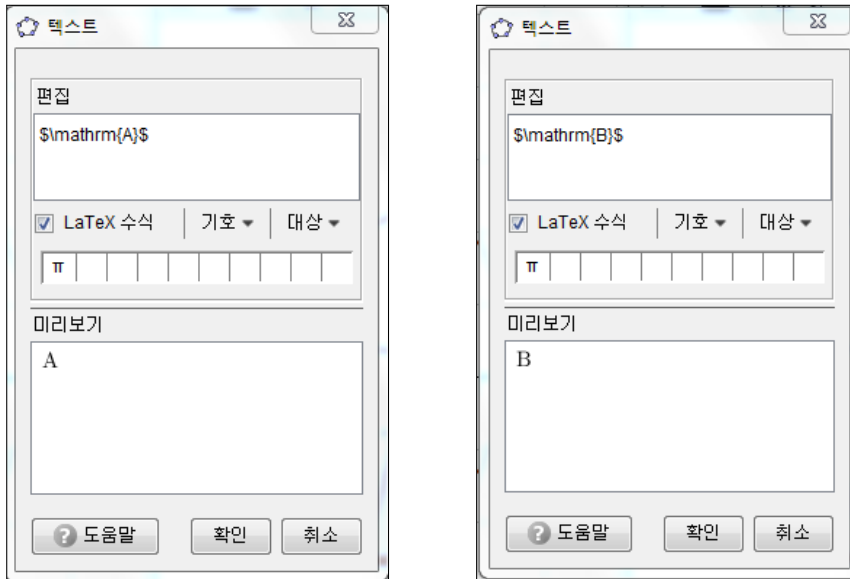 텍스트
편집
$\mathrm{A}$
LaTeX 수식 기호 대상
π
미리보기
A
? 도움말 확인 취소
텍스트
편집
$\mathrm{B}$
LaTeX 수식 기호 대상
π
미리보기
B
? 도움말 확인 취소